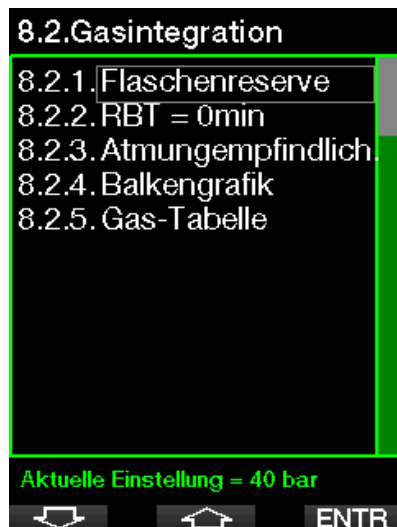 8.2.Gasintegration
8.2.1.Flaschenreserve
8.2.2.RBT = 0min
8.2.3.Atmungempfindlich.
8.2.4.Balkengrafik
8.2.5.Gas-Tabelle
Aktuelle Einstellung = 40 bar
ENTR